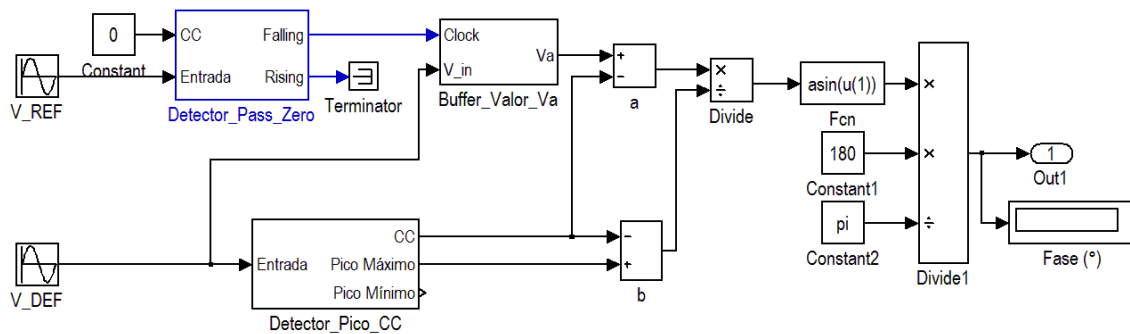 0
Constant
V_REF
CC
Falling
Entrada
Rising
Detector_Pass_Zero
Terminator
Clock
Va
V_in
Buffer_Valor_Va
+
−
a
×
÷
Divide
asin(u(1))
Fcn
180
Constant1
pi
Constant2
×
×
÷
Divide1
1
Out1
Fase (°)
V_DEF
Entrada
CC
Pico Máximo
Pico Mínimo
Detector_Pico_CC
−
+
b